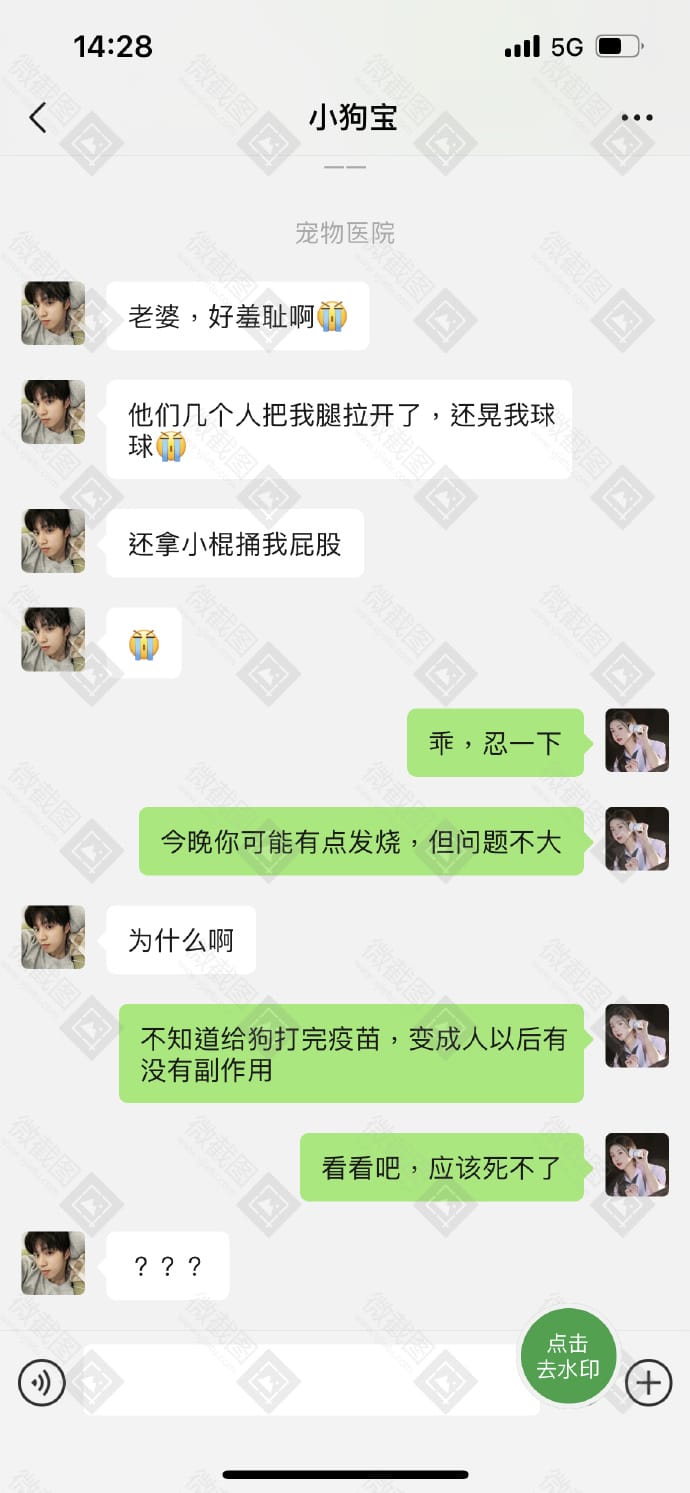 14:28
5G
小狗宝
宠物医院
老婆，好羞耻啊😭
他们几个人把我腿拉开了，还晃我球
球😭
还拿小棍捅我屁股
😭
乖，忍一下
今晚你可能有点发烧，但问题不大
为什么啊
不知道给狗打完疫苗，变成人以后有
没有副作用
看看吧，应该死不了
？？？
点击
去水印
微截图